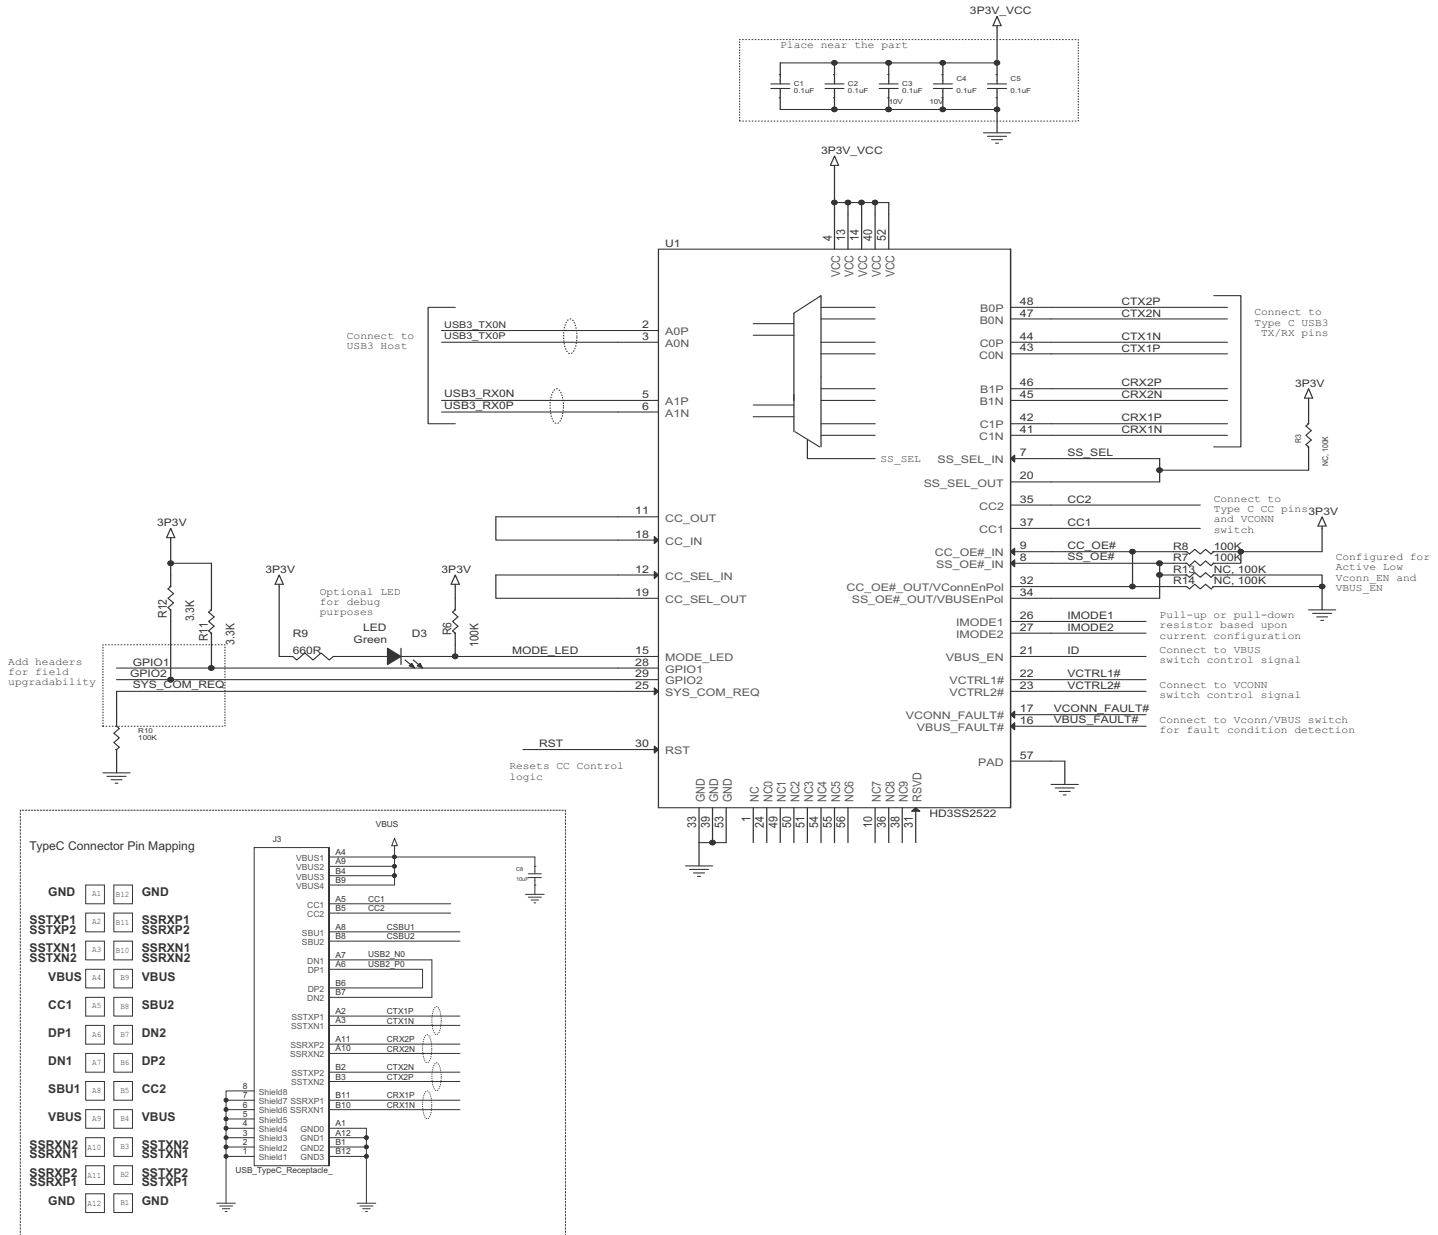 3P3V_VCC
Place near the part
C1
0.1uF
C2
0.1uF
C3
0.1uF
10V
C4
0.1uF
10V
C5
0.1uF
3P3V_VCC
U1
4
13
14
40
52
VCC
VCC
VCC
VCC
VCC
Connect to
USB3 Host
USB3_TX0N 2 A0P
USB3_TX0P 3 A0N
USB3_RX0N 5 A1P
USB3_RX0P 6 A1N
B0P 48 CTX2P
B0N 47 CTX2N
C0P 44 CTX1N
C0N 43 CTX1P
B1P 46 CRX2P
B1N 45 CRX2N
C1P 42 CRX1P
C1N 41 CRX1N
Connect to
Type C USB3
TX/RX pins
3P3V
R3
NC, 100K
SS_SEL
SS_SEL_IN 7 SS_SEL
SS_SEL_OUT 20
CC2 35 CC2
CC1 37 CC1
Connect to
Type C CC pins
and VCONN
switch
3P3V
CC_OE#_IN 9 CC_OE# R8 100K
SS_OE#_IN 8 SS_OE# R7 100K
R13 NC, 100K
CC_OE#_OUT/VConnEnPol 32 R14 NC, 100K
SS_OE#_OUT/VBUSEnPol 34
Configured for
Active Low
Vconn_EN and
VBUS_EN
IMODE1 26 IMODE1
IMODE2 27 IMODE2
Pull-up or pull-down
resistor based upon
current configuration
VBUS_EN 21 ID
Connect to VBUS
switch control signal
VCTRL1# 22 VCTRL1#
VCTRL2# 23 VCTRL2#
Connect to VCONN
switch control signal
VCONN_FAULT# 17 VCONN_FAULT#
VBUS_FAULT# 16 VBUS_FAULT#
Connect to Vconn/VBUS switch
for fault condition detection
PAD 57
11 CC_OUT
18 CC_IN
12 CC_SEL_IN
19 CC_SEL_OUT
3P3V
R12
3.3K
R11
3.3K
3P3V
Optional LED
for debug
purposes
R9
660R
LED
Green
D3
3P3V
R6
100K
MODE_LED 15 MODE_LED
Add headers
for field
upgradability
GPIO1 28 GPIO1
GPIO2 29 GPIO2
SYS_COM_REQ 25 SYS_COM_REQ
R10
100K
RST 30 RST
Resets CC Control
logic
GND
GND
GND
NC
NC0
NC1
NC2
NC3
NC4
NC5
NC6
NC7
NC8
NC9
RSVD
33
39
53
1
24
49
50
51
54
55
56
10
36
38
31
HD3SS2522
TypeC Connector Pin Mapping
GND A1 B12 GND
SSTXP1 SSTXP2 A2 B11 SSRXP1 SSRXP2
SSTXN1 SSTXN2 A3 B10 SSRXN1 SSRXN2
VBUS A4 B9 VBUS
CC1 A5 B8 SBU2
DP1 A6 B7 DN2
DN1 A7 B6 DP2
SBU1 A8 B5 CC2
VBUS A9 B4 VBUS
SSRXN2 SSRXN1 A10 B3 SSTXN2 SSTXN1
SSRXP2 SSRXP1 A11 B2 SSTXP2 SSTXP1
GND A12 B1 GND
J3
VBUS
C8
10uF
VBUS1 A4
VBUS2 A9
VBUS3 B4
VBUS4 B9
CC1 A5 CC1
CC2 B5 CC2
SBU1 A8 CSBU1
SBU2 B8 CSBU2
DN1 A7 USB2_N0
DP1 A6 USB2_P0
DP2 B6
DN2 B7
SSTXP1 A2 CTX1P
SSTXN1 A3 CTX1N
SSRXP2 A11 CRX2P
SSRXN2 A10 CRX2N
SSTXP2 B2 CTX2N
SSTXN2 B3 CTX2P
8 Shield8
7 Shield7 SSRXP1 B11 CRX1P
6 Shield6 SSRXN1 B10 CRX1N
5 Shield5
4 Shield4 GND0 A1
3 Shield3 GND1 A12
2 Shield2 GND2 B1
1 Shield1 GND3 B12
USB_TypeC_Receptacle_